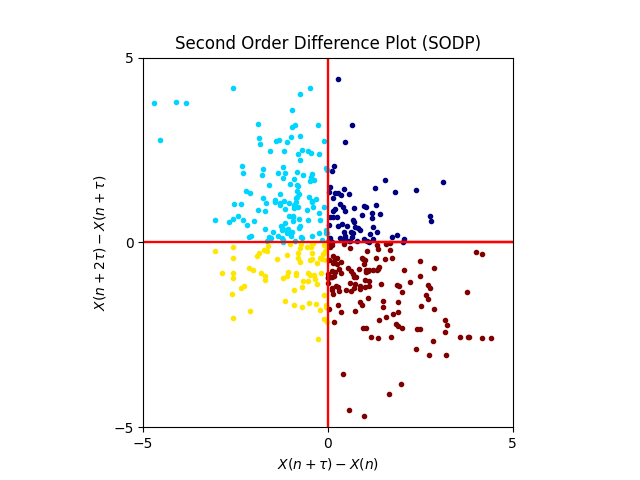 Second Order Difference Plot (SODP)
5
0
−5
X(n + 2τ) − X(n + τ)
−5
0
5
X(n + τ) − X(n)